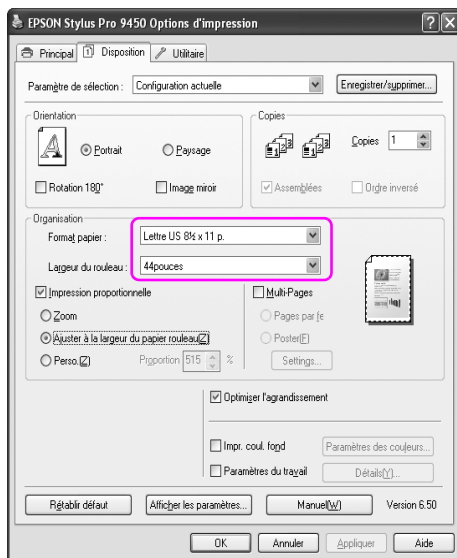 EPSON Stylus Pro 9450 Options d'impression
Principal Disposition Utilitaire
Paramètre de sélection : Configuration actuelle Enregistrer/supprimer...
Orientation Copies
Portrait Paysage Copies 1
Rotation 180° Image miroir Assemblées Ordre inversé
Organisation
Format papier : Lettre US 8½ x 11 p.
Largeur du rouleau : 44pouces
Impression proportionnelle Multi-Pages
Zoom Pages par fe
Ajuster à la largeur du papier rouleau(Z) Poster(F)
Perso.(Z) Proportion 515 % Settings...
Optimiser l'agrandissement
Impr. coul. fond Paramètres des couleurs...
Paramètres du travail Détails(Y)...
Rétablir défaut Afficher les paramètres... Manuel(W) Version 6.50
OK Annuler Appliquer Aide